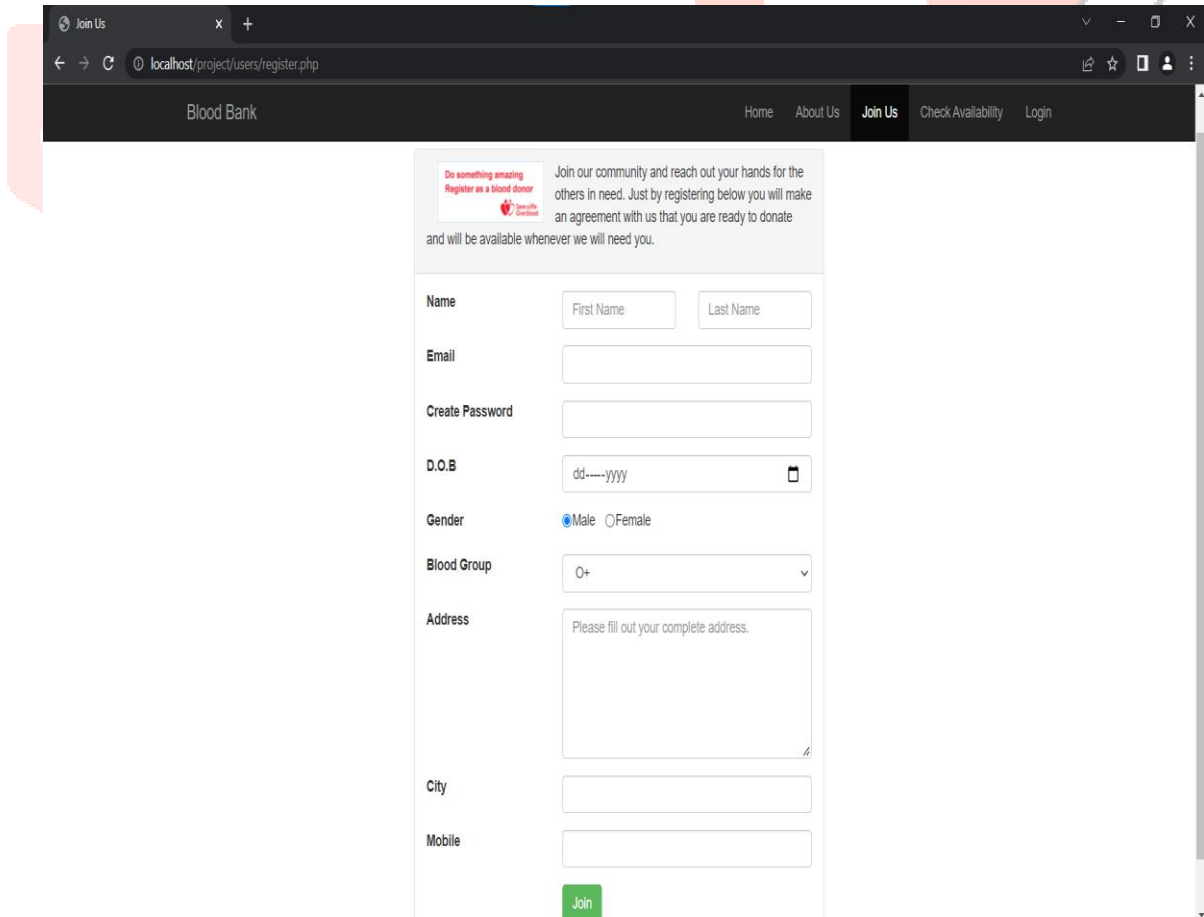 Join Us
localhost/project/users/register.php
Blood Bank
Home About Us Join Us Check Availability Login
Do something amazing
Register as a blood donor
Save a life
Give blood
Join our community and reach out your hands for the
others in need. Just by registering below you will make
an agreement with us that you are ready to donate
and will be available whenever we will need you.
Name First Name Last Name
Email
Create Password
D.O.B dd-----yyyy
Gender Male Female
Blood Group O+
Address Please fill out your complete address.
City
Mobile
Join